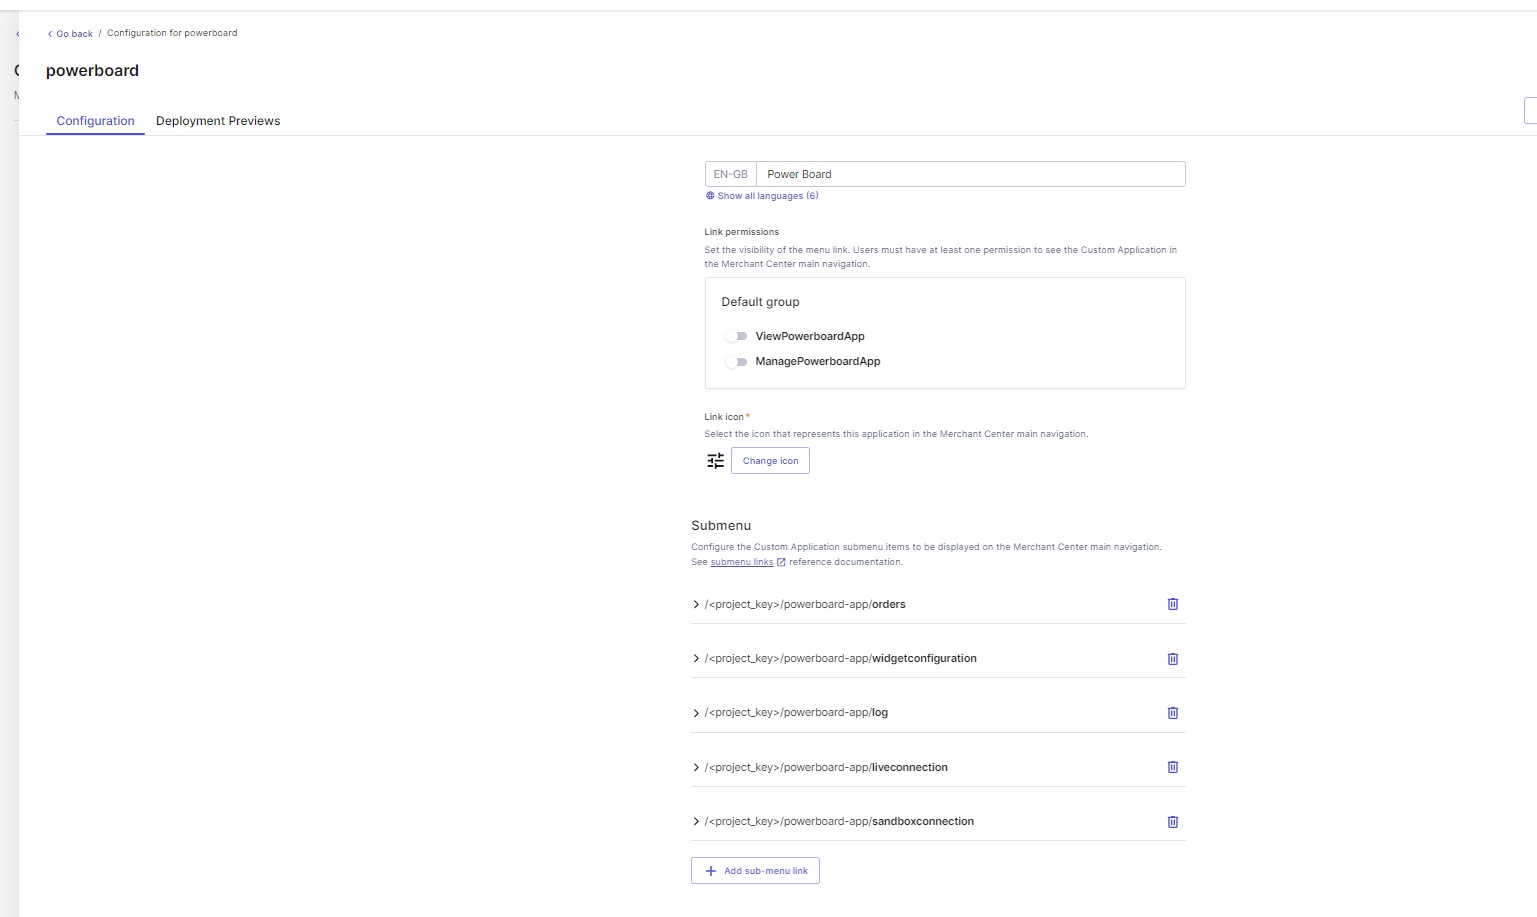 Go back / Configuration for powerboard
powerboard
Configuration Deployment Previews
EN-GB Power Board
Show all languages (6)
Link permissions
Set the visibility of the menu link. Users must have at least one permission to see the Custom Application in
the Merchant Center main navigation.
Default group
ViewPowerboardApp
ManagePowerboardApp
Link icon*
Select the icon that represents this application in the Merchant Center main navigation.
Change icon
Submenu
Configure the Custom Application submenu items to be displayed on the Merchant Center main navigation.
See submenu links reference documentation.
/<project_key>/powerboard-app/orders
/<project_key>/powerboard-app/widgetconfiguration
/<project_key>/powerboard-app/log
/<project_key>/powerboard-app/liveconnection
/<project_key>/powerboard-app/sandboxconnection
Add sub-menu link